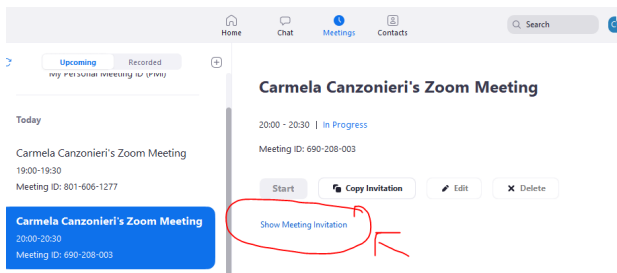 Home Chat Meetings Contacts Search C
Upcoming Recorded
My Personal Meeting ID (PMI)
Today
Carmela Canzonieri's Zoom Meeting
19:00-19:30
Meeting ID: 801-606-1277
Carmela Canzonieri's Zoom Meeting
20:00-20:30
Meeting ID: 690-208-003
Carmela Canzonieri's Zoom Meeting
20:00 - 20:30 | In Progress
Meeting ID: 690-208-003
Start Copy Invitation Edit Delete
Show Meeting Invitation